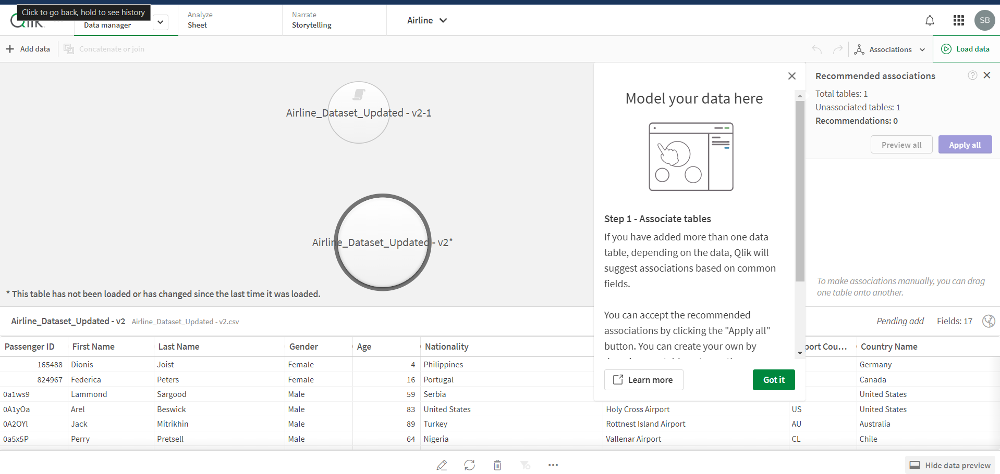 Click to go back, hold to see history
Qlik
Data manager
Analyze
Sheet
Narrate
Storytelling
Airline
SB
Add data
Concatenate or join
Associations
Load data
Airline_Dataset_Updated - v2-1
Airline_Dataset_Updated - v2*
* This table has not been loaded or has changed since the last time it was loaded.
Model your data here
Step 1 - Associate tables
If you have added more than one data
table, depending on the data, Qlik will
suggest associations based on common
fields.
You can accept the recommended
associations by clicking the "Apply all"
button. You can create your own by
Learn more
Got it
Recommended associations
Total tables: 1
Unassociated tables: 1
Recommendations: 0
Preview all
Apply all
To make associations manually, you can drag
one table onto another.
Airline_Dataset_Updated - v2 Airline_Dataset_Updated - v2.csv
Pending add Fields: 17
Passenger ID First Name Last Name Gender Age Nationality port Cou... Country Name
165488 Dionis Joist Female 4 Philippines Germany
824967 Federica Peters Female 16 Portugal Canada
0a1ws9 Lammond Sargood Male 59 Serbia United States
0A1yOa Arel Beswick Male 83 United States Holy Cross Airport US United States
0A2OYl Jack Mitrikhin Male 89 Turkey Rottnest Island Airport AU Australia
0a5x5P Perry Pretsell Male 64 Nigeria Vallenar Airport CL Chile
Hide data preview